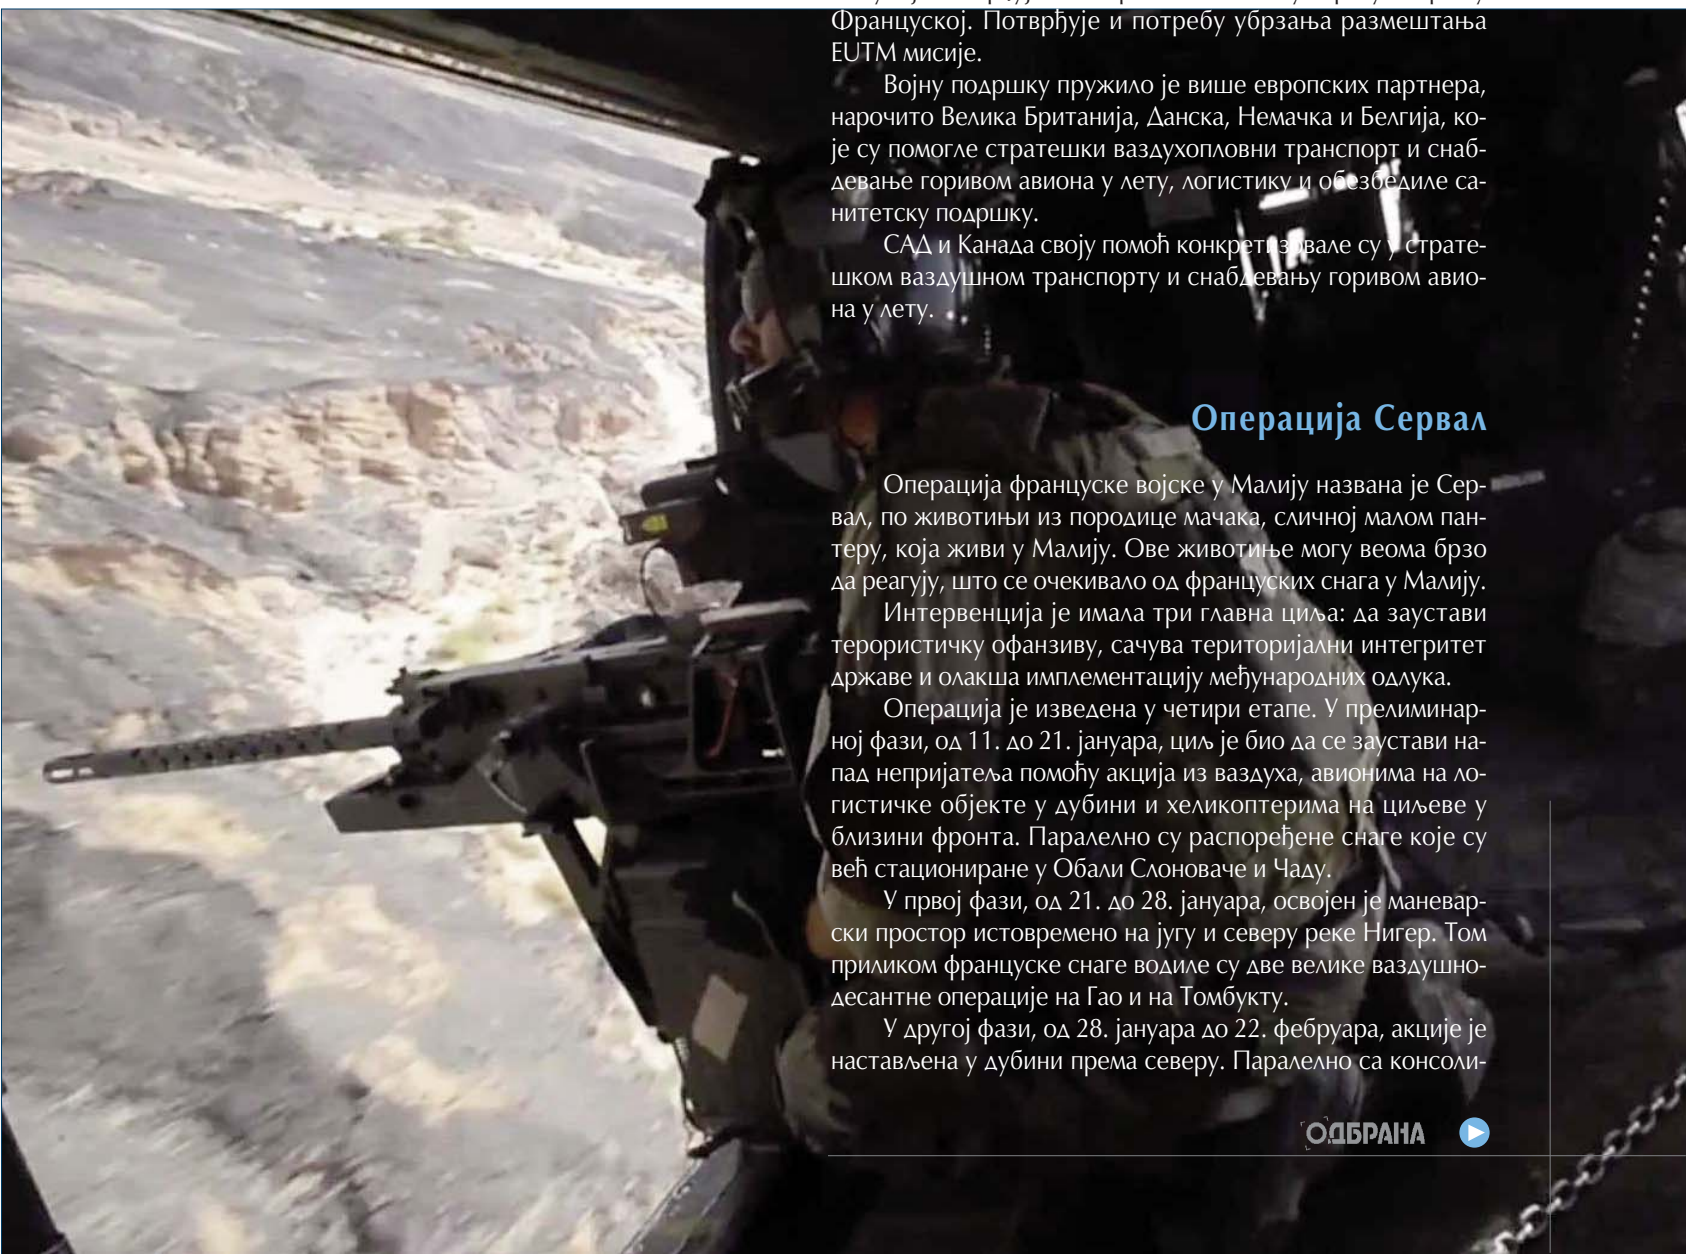 Француској. Потврђује и потребу убрзања размештања
EUTM мисије.
Војну подршку пружило је више европских партнера,
нарочито Велика Британија, Данска, Немачка и Белгија, ко-
је су помогле стратешки ваздухопловни транспорт и снаб-
девање горивом авиона у лету, логистику и обезбедиле са-
нитетску подршку.
САД и Канада своју помоћ конкретизовале су у страте-
шком ваздушном транспорту и снабдевању горивом авио-
на у лету.
Операција Сервал
Операција француске војске у Малију названа је Сер-
вал, по животињи из породице мачака, сличној малом пан-
теру, која живи у Малију. Ове животиње могу веома брзо
да реагују, што се очекивало од француских снага у Малију.
Интервенција је имала три главна циља: да заустави
терористичку офанзиву, сачува територијални интегритет
државе и олакша имплементацију међународних одлука.
Операција је изведена у четири етапе. У прелиминар-
ној фази, од 11. до 21. јануара, циљ је био да се заустави на-
пад непријатеља помоћу акција из ваздуха, авионима на ло-
гистичке објекте у дубини и хеликоптерима на циљеве у
близини фронта. Паралелно су распоређене снаге које су
већ стациониране у Обали Слоноваче и Чаду.
У првој фази, од 21. до 28. јануара, освојен је маневар-
ски простор истовремено на југу и северу реке Нигер. Том
приликом француске снаге водиле су две велике ваздушно-
десантне операције на Гао и на Томбукту.
У другој фази, од 28. јануара до 22. фебруара, акције је
настављена у дубини према северу. Паралелно са консоли-
ОДБРАНА